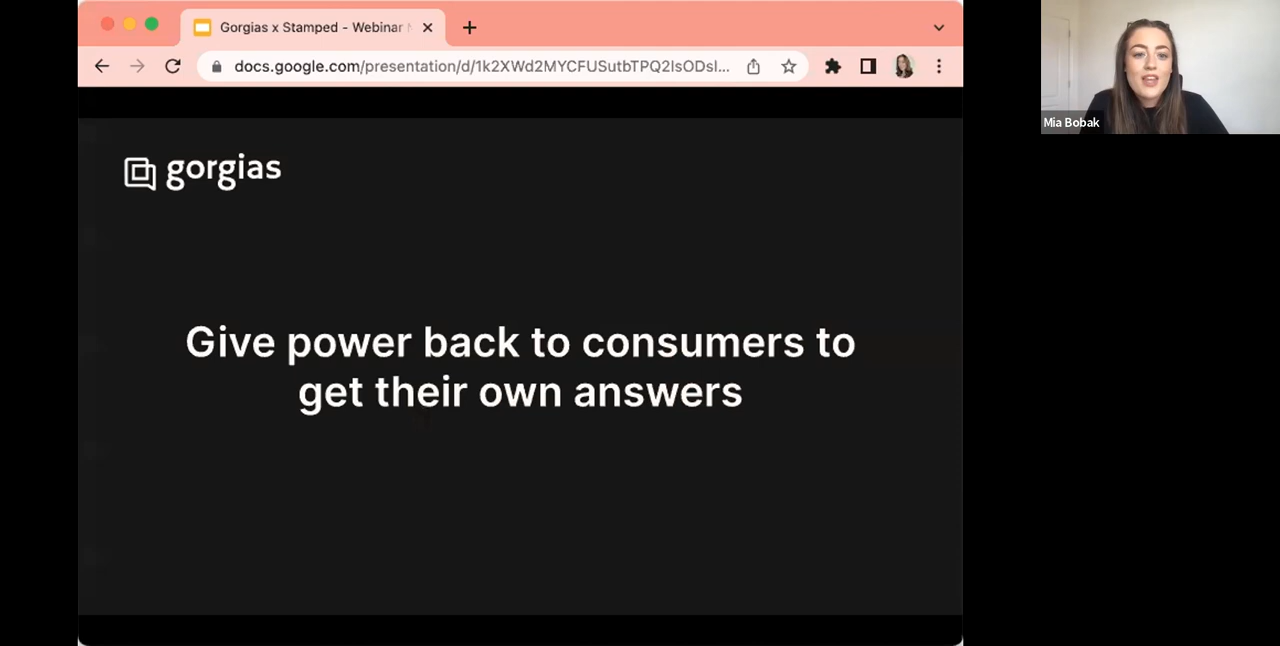 Gorgias x Stamped - Webinar
docs.google.com/presentation/d/1k2XWd2MYCFUSutbTPQ2IsODsI...
Mia Bobak
gorgias
Give power back to consumers to
get their own answers